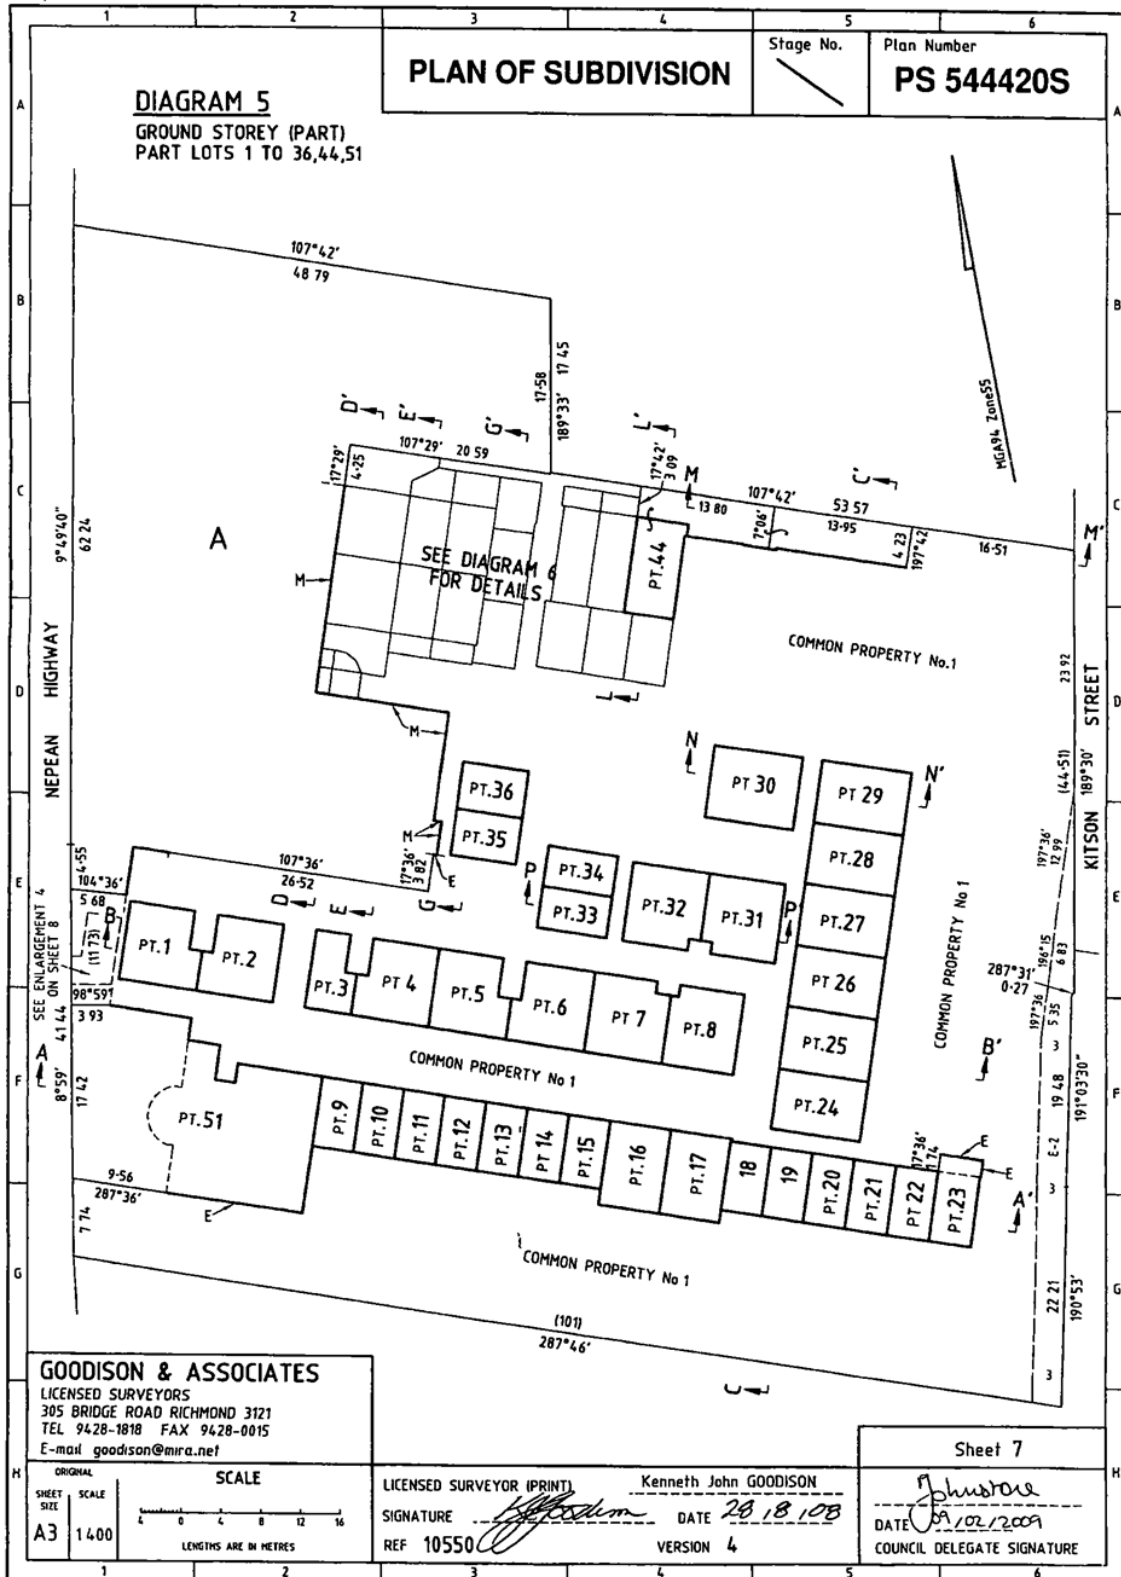 1 2 3 4 5 6
PLAN OF SUBDIVISION
Stage No.
Plan Number
PS 544420S
DIAGRAM 5
GROUND STOREY (PART)
PART LOTS 1 TO 36,44,51
A
A
B
B
C
C
D
D
E
E
F
F
G
G
H
H
MGA94 Zone55
107°42'
48 79
17·58
189°33' 17 45
D'
E'
G'
L'
C'
107°29' 20 59
17°29'
4·25
17°42'
3 09
M
13 80
107°42'
53 57
7°06'
13·95
4 23
197°42'
16·51
M'
9°49'40"
62 24
A
M
SEE DIAGRAM 6
FOR DETAILS
PT.44
COMMON PROPERTY No.1
L
23 92
NEPEAN HIGHWAY
KITSON STREET
189°30'
(44·51)
M
N
N'
PT.36
PT.35
PT 30
PT 29
PT.28
PT.27
PT 26
PT.25
PT.24
M
17°36'
3 82
E
107°36'
26·52
4·55
104°36'
5 68
(11 73)
B
D
E
G
P
PT.34
PT.33
PT.32
PT.31
P'
197°36'
12 99
196°15
6 83
287°31'
0·27
197°36
5 35
COMMON PROPERTY No 1
SEE ENLARGEMENT 4
ON SHEET 8
PT.1
PT.2
PT.3
PT 4
PT.5
PT.6
PT 7
PT.8
98°59'
3 93
41 44
8°59'
17 42
A
COMMON PROPERTY No 1
B'
3
19 48
191°03'30"
E-2
3
PT.51
PT.9
PT.10
PT.11
PT.12
PT.13
PT 14
PT.15
PT.16
PT.17
18
19
PT.20
PT.21
PT 22
PT.23
17°36'
1 74
E
E
A'
9·56
287°36'
7 74
E
COMMON PROPERTY No 1
22 21
190°53'
3
(101)
287°46'
C
GOODISON & ASSOCIATES
LICENSED SURVEYORS
305 BRIDGE ROAD RICHMOND 3121
TEL 9428-1818 FAX 9428-0015
E-mail goodison@mira.net
ORIGINAL
SHEET SIZE
SCALE
A3
1 400
SCALE
4 0 4 8 12 16
LENGTHS ARE IN METRES
LICENSED SURVEYOR (PRINT) Kenneth John GOODISON
SIGNATURE DATE 28/8/08
REF 10550 VERSION 4
Sheet 7
DATE 09/02/2009
COUNCIL DELEGATE SIGNATURE
1 2 3 4 5 6